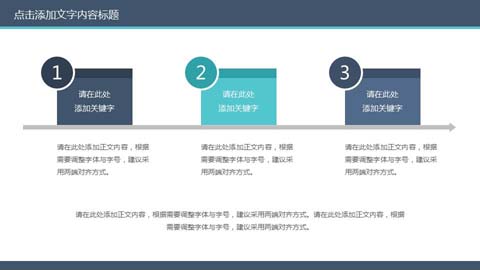 点击添加文字内容标题
1
请在此处
添加关键字
2
请在此处
添加关键字
3
请在此处
添加关键字
请在此处添加正文内容，根据
需要调整字体与字号，建议采
用两端对齐方式。
请在此处添加正文内容，根据
需要调整字体与字号，建议采
用两端对齐方式。
请在此处添加正文内容，根据
需要调整字体与字号，建议采
用两端对齐方式。
请在此处添加正文内容，根据需要调整字体与字号，建议采用两端对齐方式。请在此处添加正文内容，根据
需要调整字体与字号，建议采用两端对齐方式。